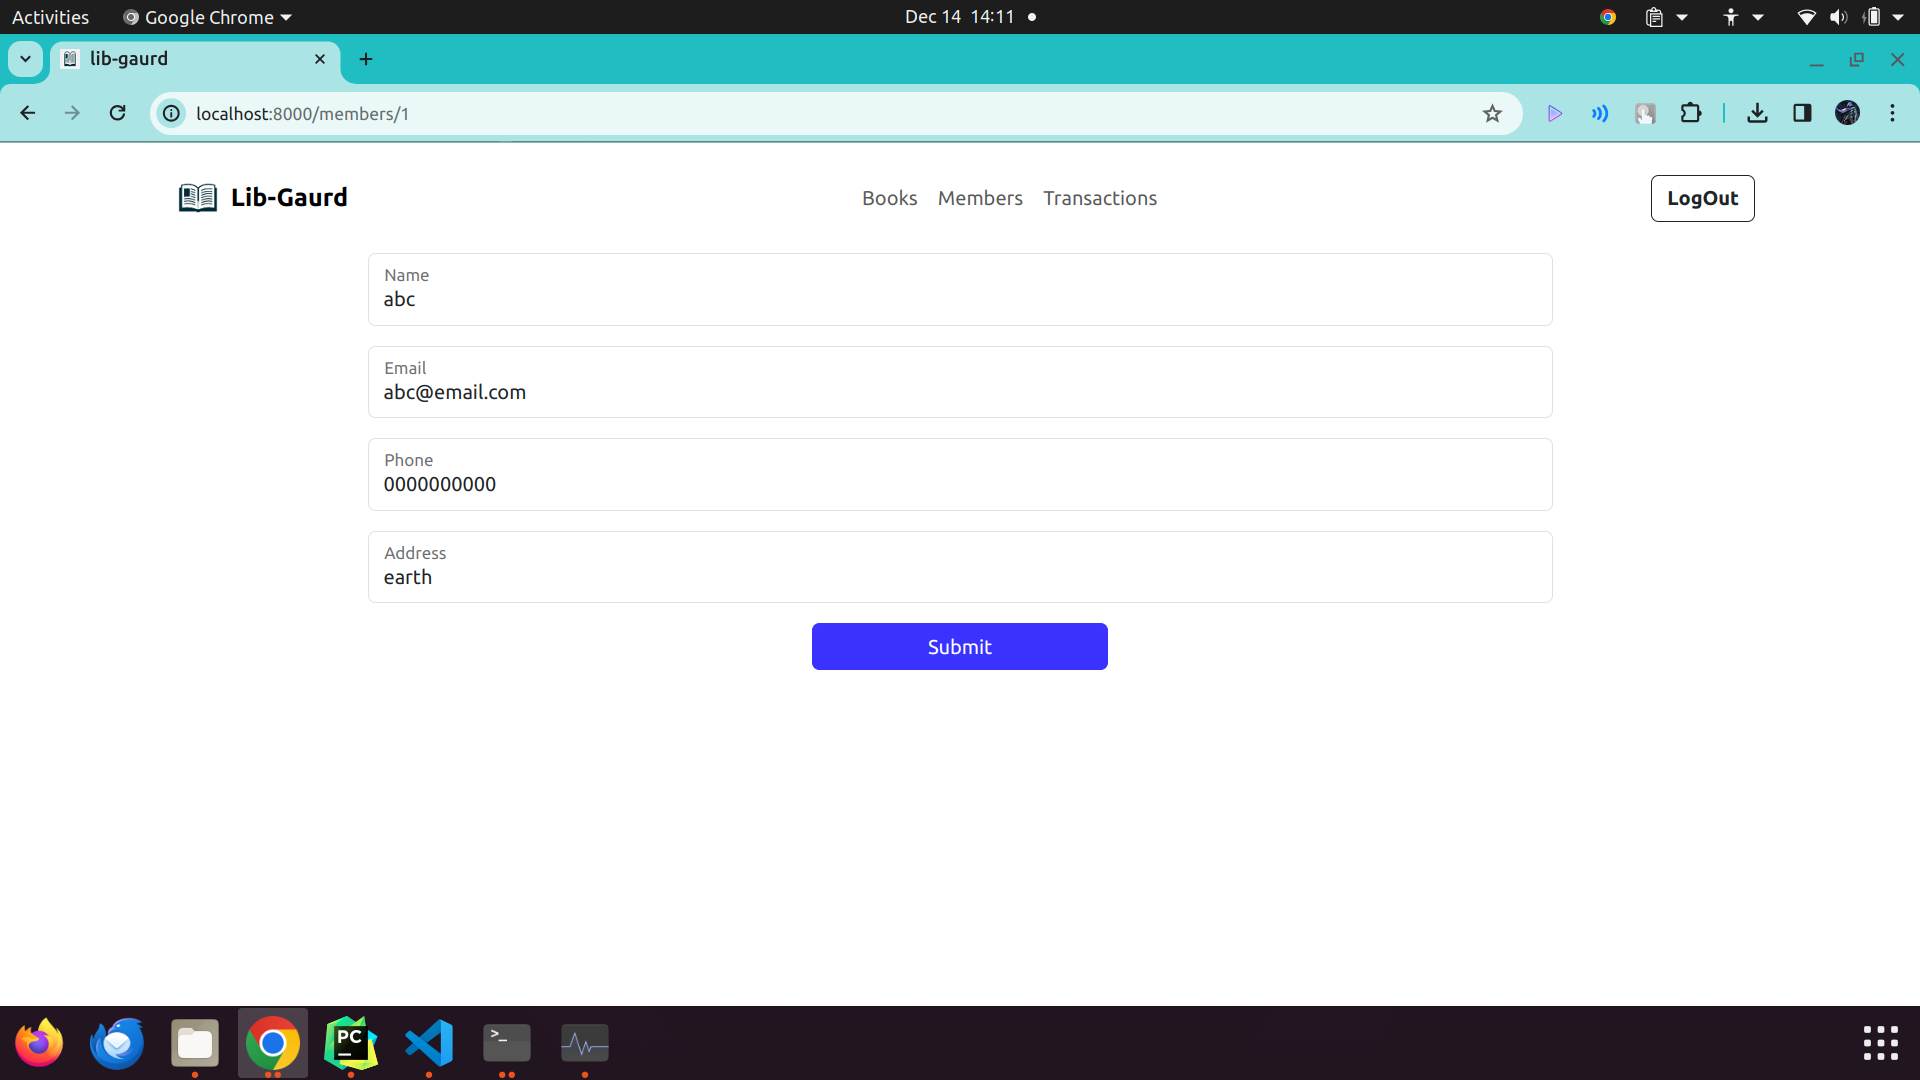 Activities Google Chrome Dec 14 14:11
lib-gaurd
localhost:8000/members/1
Lib-Gaurd Books Members Transactions LogOut
Name
abc
Email
abc@email.com
Phone
0000000000
Address
earth
Submit
PC